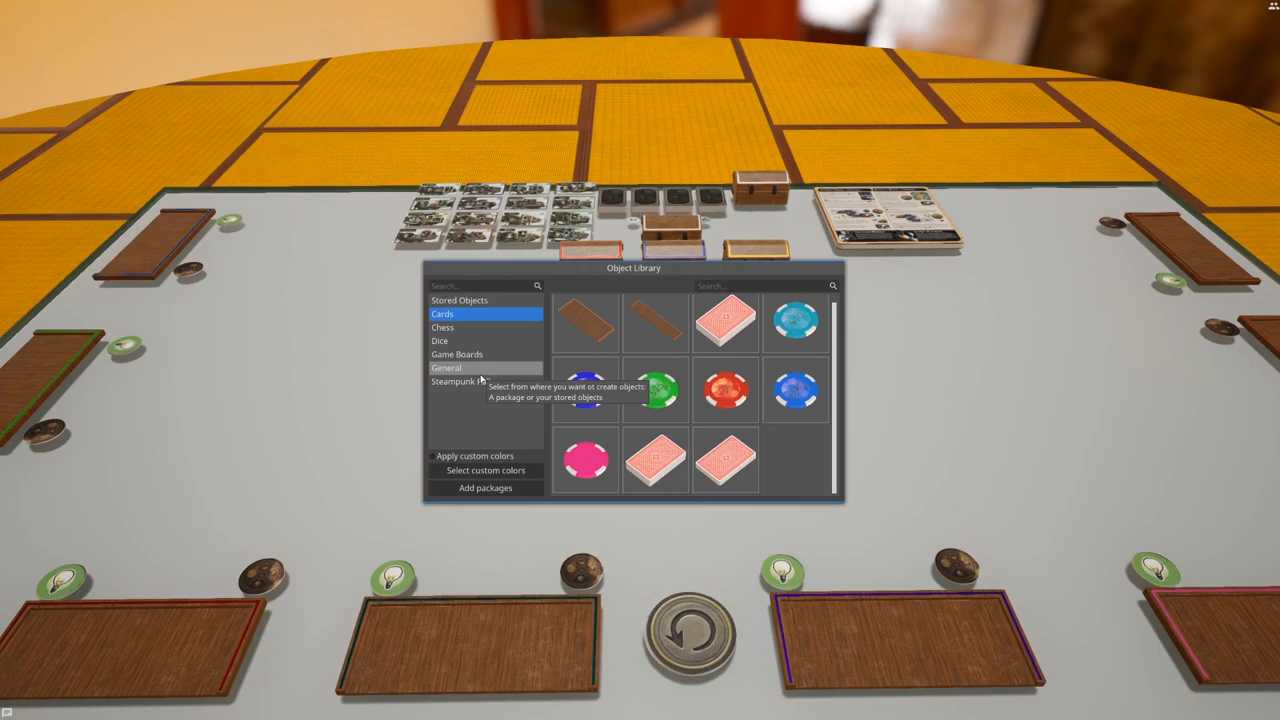 Object Library
Search...
Search...
Stored Objects
Cards
Chess
Dice
Game Boards
General
Steampunk
Select from where you want ot create objects:
A package or your stored objects
Apply custom colors
Select custom colors
Add packages